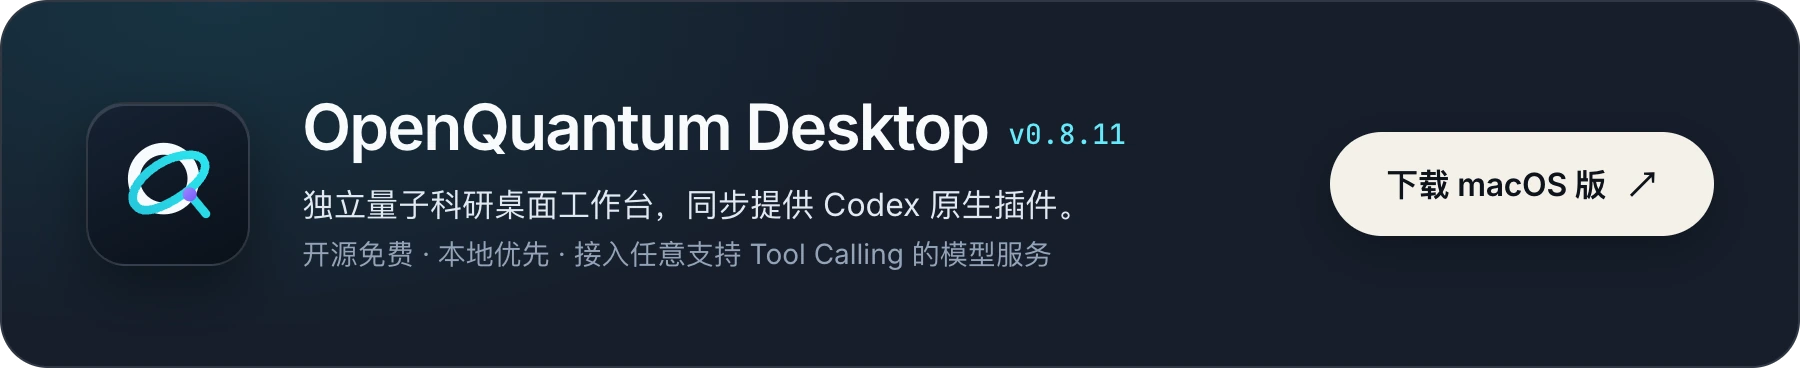 OpenQuantum Desktop v0.8.11
独立量子科研桌面工作台，同步提供 Codex 原生插件。
开源免费 · 本地优先 · 接入任意支持 Tool Calling 的模型服务
下载 macOS 版 ↗